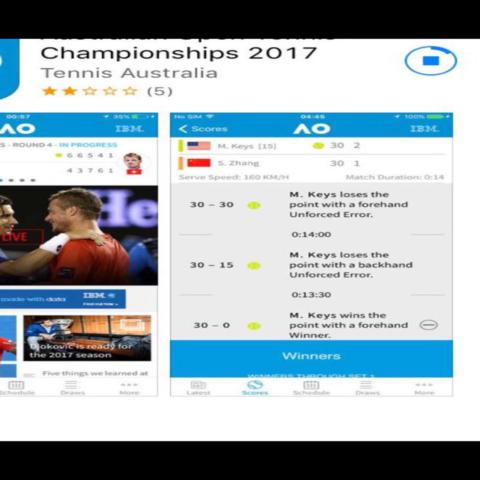 Australian Open Tennis
Championships 2017
Tennis Australia
(5)
00:57
35%
AO
IBM.
S - ROUND 4 - IN PROGRESS
6 6 5 4 1
4 3 7 6 1
LIVE
made with data
IBM
Djokovic is ready for
the 2017 season
Five things we learned at
Schedule
Draws
More
No SIM
04:45
100%
Scores
AO
IBM.
M. Keys (15)
30 2
S. Zhang
30 1
Serve Speed: 160 KM/H
Match Duration: 0:14
30 – 30
M. Keys loses the
point with a forehand
Unforced Error.
0:14:00
30 – 15
M. Keys loses the
point with a backhand
Unforced Error.
0:13:30
30 – 0
M. Keys wins the
point with a forehand
Winner.
Winners
WINNERS THROUGH SET 1
Latest
Scores
Schedule
Draws
More